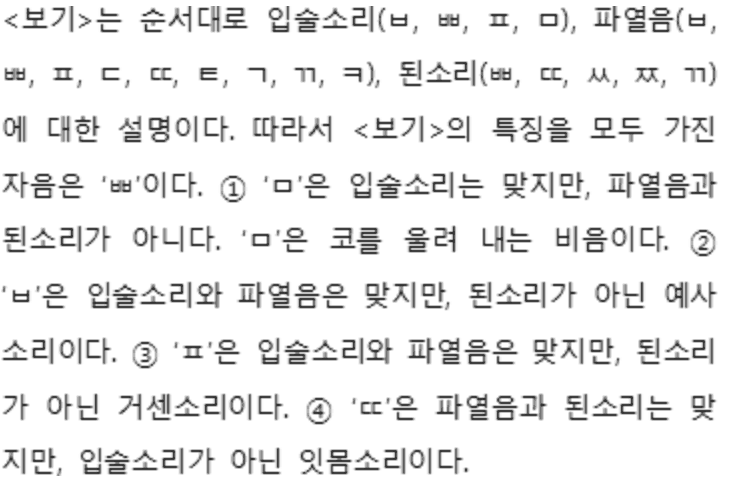 <보기>는 순서대로 입술소리(ㅂ, ㅃ, ㅍ, ㅁ), 파열음(ㅂ,
ㅃ, ㅍ, ㄷ, ㄸ, ㅌ, ㄱ, ㄲ, ㅋ), 된소리(ㅃ, ㄸ, ㅆ, ㅉ, ㄲ)
에 대한 설명이다. 따라서 <보기>의 특징을 모두 가진
자음은 ‘ㅃ’이다. ① ‘ㅁ’은 입술소리는 맞지만, 파열음과
된소리가 아니다. ‘ㅁ’은 코를 울려 내는 비음이다. ②
‘ㅂ’은 입술소리와 파열음은 맞지만, 된소리가 아닌 예사
소리이다. ③ ‘ㅍ’은 입술소리와 파열음은 맞지만, 된소리
가 아닌 거센소리이다. ④ ‘ㄸ’은 파열음과 된소리는 맞
지만, 입술소리가 아닌 잇몸소리이다.